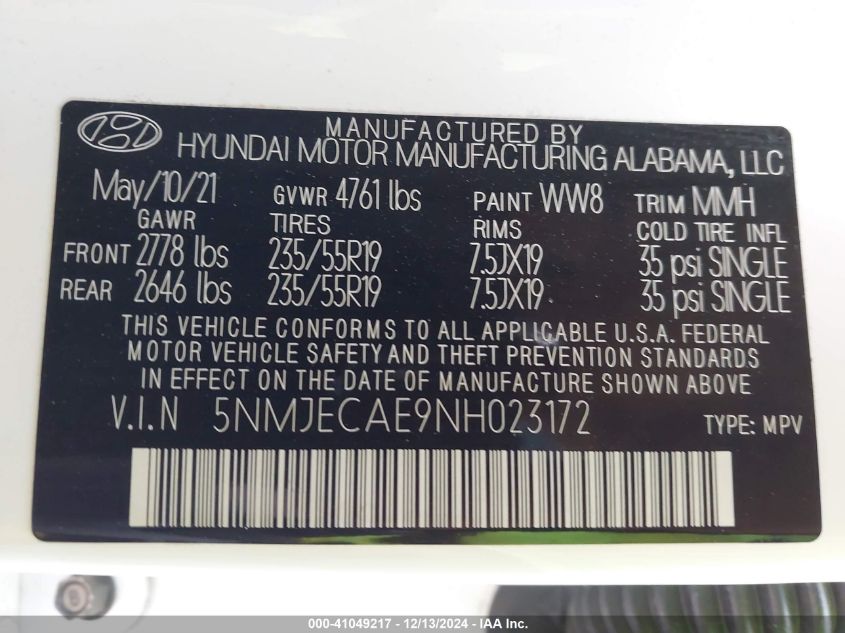 MANUFACTURED BY
HYUNDAI MOTOR MANUFACTURING ALABAMA, LLC
May/10/21 GVWR 4761 lbs PAINT WW8 TRIM MMH
GAWR TIRES RIMS COLD TIRE INFL
FRONT 2778 lbs 235/55R19 7.5JX19 35 psi SINGLE
REAR 2646 lbs 235/55R19 7.5JX19 35 psi SINGLE
THIS VEHICLE CONFORMS TO ALL APPLICABLE U.S.A. FEDERAL
MOTOR VEHICLE SAFETY AND THEFT PREVENTION STANDARDS
IN EFFECT ON THE DATE OF MANUFACTURE SHOWN ABOVE
V.I.N 5NMJECAE9NH023172 TYPE: MPV
000-41049217 - 12/13/2024 - IAA Inc.